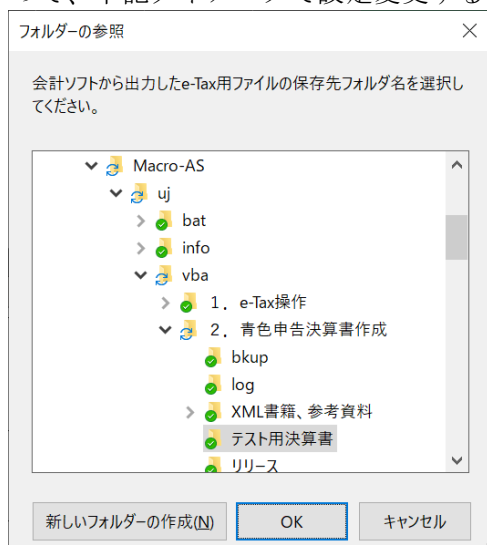 フォルダーの参照
会計ソフトから出力したe-Tax用ファイルの保存先フォルダ名を選択し
てください。
Macro-AS
uj
bat
info
vba
1．e-Tax操作
2．青色申告決算書作成
bkup
log
XML書籍、参考資料
テスト用決算書
リリース
新しいフォルダーの作成(N)
OK
キャンセル